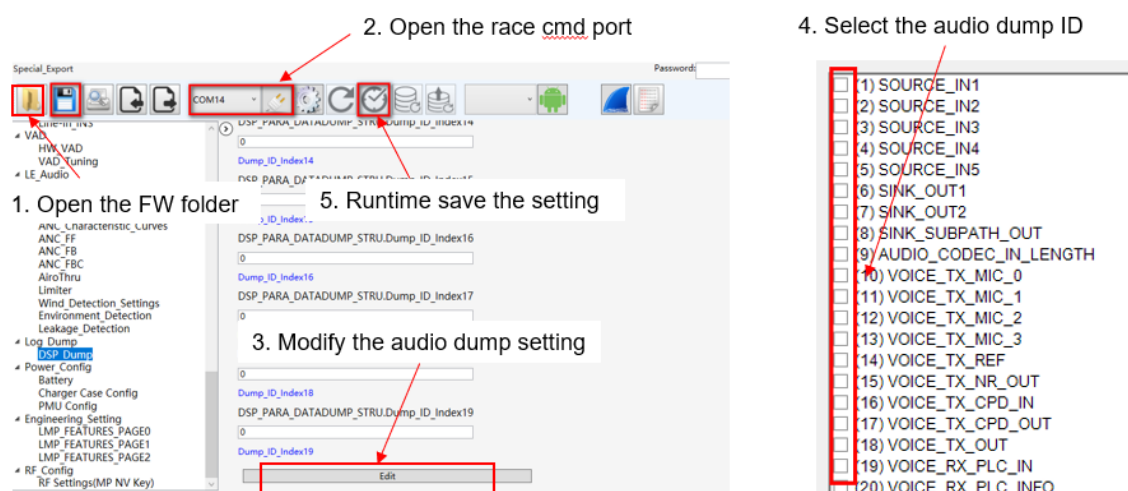 2. Open the race cmd port
4. Select the audio dump ID
Special_Export
Password:
COM14
Line-in_INS
VAD
HW_VAD
VAD_Tuning
LE_Audio
1. Open the FW folder
ANC_Characteristic_Curves
ANC_FF
ANC_FB
ANC_FBC
AiroThru
Limiter
Wind_Detection_Settings
Environment_Detection
Leakage_Detection
Log_Dump
DSP_Dump
Power_Config
Battery
Charger Case Config
PMU Config
Engineering_Setting
LMP_FEATURES_PAGE0
LMP_FEATURES_PAGE1
LMP_FEATURES_PAGE2
RF_Config
RF Settings(MP NV Key)
DSP_PARA_DATADUMP_STRU.Dump_ID_Index14
0
Dump_ID_Index14
5. Runtime save the setting
DSP_PARA_DATADUMP_STRU.Dump_ID_Index16
0
Dump_ID_Index16
DSP_PARA_DATADUMP_STRU.Dump_ID_Index17
0
3. Modify the audio dump setting
0
Dump_ID_Index18
DSP_PARA_DATADUMP_STRU.Dump_ID_Index19
0
Dump_ID_Index19
Edit
(1) SOURCE_IN1
(2) SOURCE_IN2
(3) SOURCE_IN3
(4) SOURCE_IN4
(5) SOURCE_IN5
(6) SINK_OUT1
(7) SINK_OUT2
(8) SINK_SUBPATH_OUT
(9) AUDIO_CODEC_IN_LENGTH
(10) VOICE_TX_MIC_0
(11) VOICE_TX_MIC_1
(12) VOICE_TX_MIC_2
(13) VOICE_TX_MIC_3
(14) VOICE_TX_REF
(15) VOICE_TX_NR_OUT
(16) VOICE_TX_CPD_IN
(17) VOICE_TX_CPD_OUT
(18) VOICE_TX_OUT
(19) VOICE_RX_PLC_IN
(20) VOICE_RX_PLC_INFO